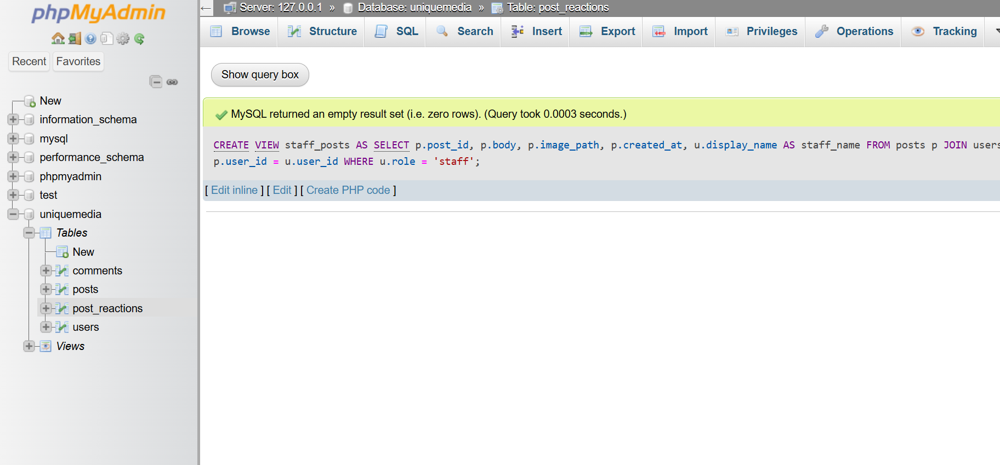 phpMyAdmin
Recent
Favorites
New
information_schema
mysql
performance_schema
phpmyadmin
test
uniquemedia
Tables
New
comments
posts
post_reactions
users
Views
← Server: 127.0.0.1 » Database: uniquemedia » Table: post_reactions
Browse Structure SQL Search Insert Export Import Privileges Operations Tracking
Show query box
MySQL returned an empty result set (i.e. zero rows). (Query took 0.0003 seconds.)
CREATE VIEW staff_posts AS SELECT p.post_id, p.body, p.image_path, p.created_at, u.display_name AS staff_name FROM posts p JOIN users
p.user_id = u.user_id WHERE u.role = 'staff';
[ Edit inline ] [ Edit ] [ Create PHP code ]